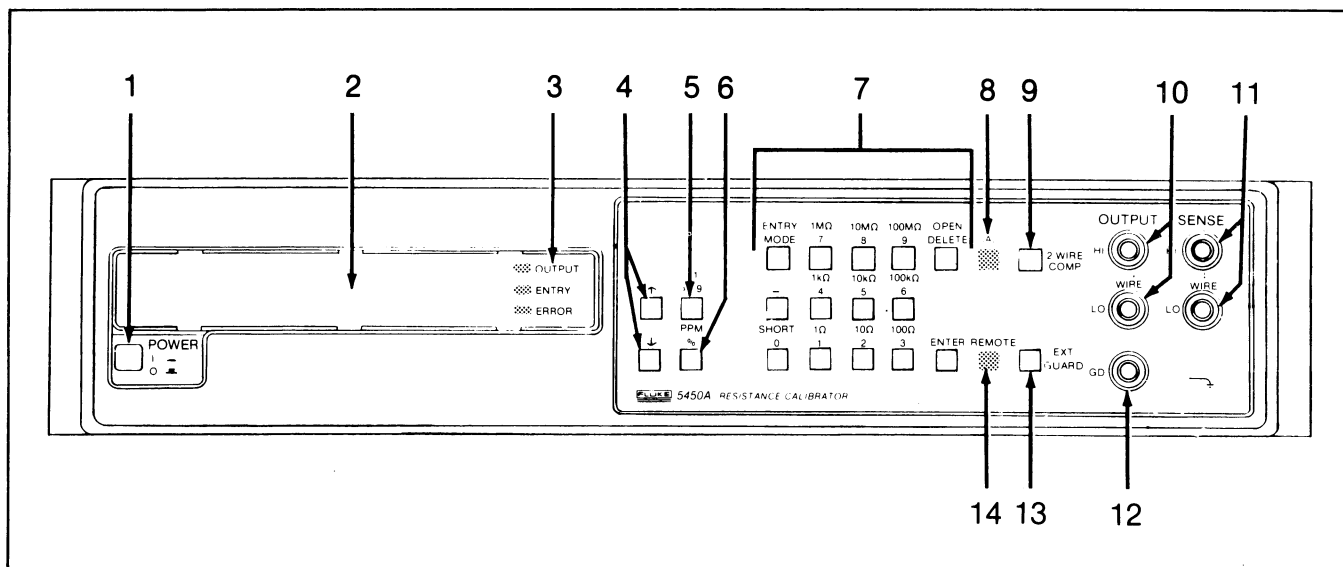 1 2 3 4 5 6 7 8 9 10 11
OUTPUT SENSE
ENTRY MODE 1MΩ 10MΩ 100MΩ OPEN DELETE
7 8 9
2 WIRE COMP
HI
OUTPUT
ENTRY
ERROR
1kΩ 10kΩ 100kΩ
↑ 9 − 4 5 6
WIRE
LO LO
POWER
I
O
PPM
SHORT 1Ω 10Ω 100Ω
↓ % 0 1 2 3
ENTER REMOTE
EXT GUARD
GD
FLUKE 5450A RESISTANCE CALIBRATOR
14 13 12